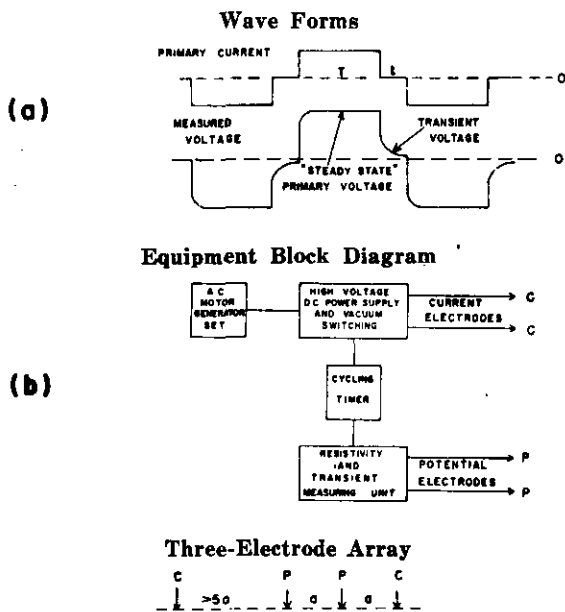 Wave Forms
PRIMARY CURRENT
T t
O
(a)
MEASURED VOLTAGE
TRANSIENT VOLTAGE
O
"STEADY STATE"
PRIMARY VOLTAGE
Equipment Block Diagram
A C
MOTOR
GENERATOR
SET
HIGH VOLTAGE
DC POWER SUPPLY
AND VACUUM
SWITCHING
CURRENT
ELECTRODES
C
C
(b)
CYCLING
TIMER
RESISTIVITY
AND
TRANSIENT
MEASURING UNIT
POTENTIAL
ELECTRODES
P
P
Three-Electrode Array
C P P C
>5a a a